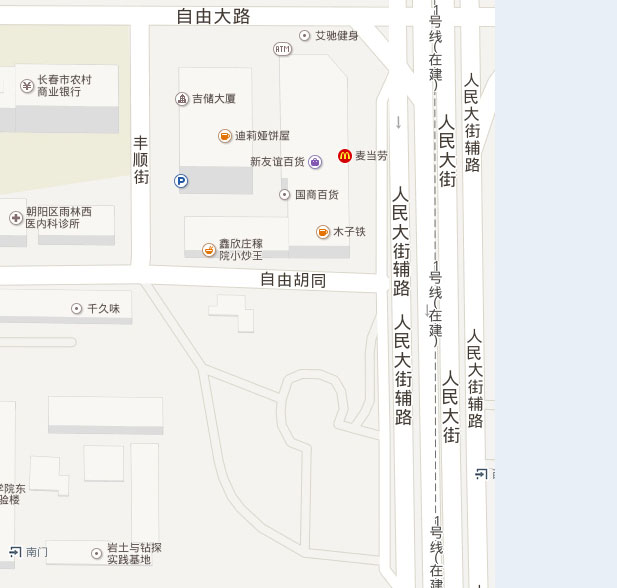 自由大路
1号线(在建)
艾驰健身
ATM
长春市农村
商业银行
吉储大厦
人民大街辅路
人民大街
迪莉娅饼屋
丰顺街
新友谊百货
麦当劳
P
国商百货
人民大街辅路
朝阳区雨林西
医内科诊所
木子铁
鑫欣庄稼
院小炒王
1号线(在建)
自由胡同
千久味
人民大街辅路
人民大街辅路
人民大街
学院东
验楼
南
南门
岩土与钻探
实践基地
1号线(在建